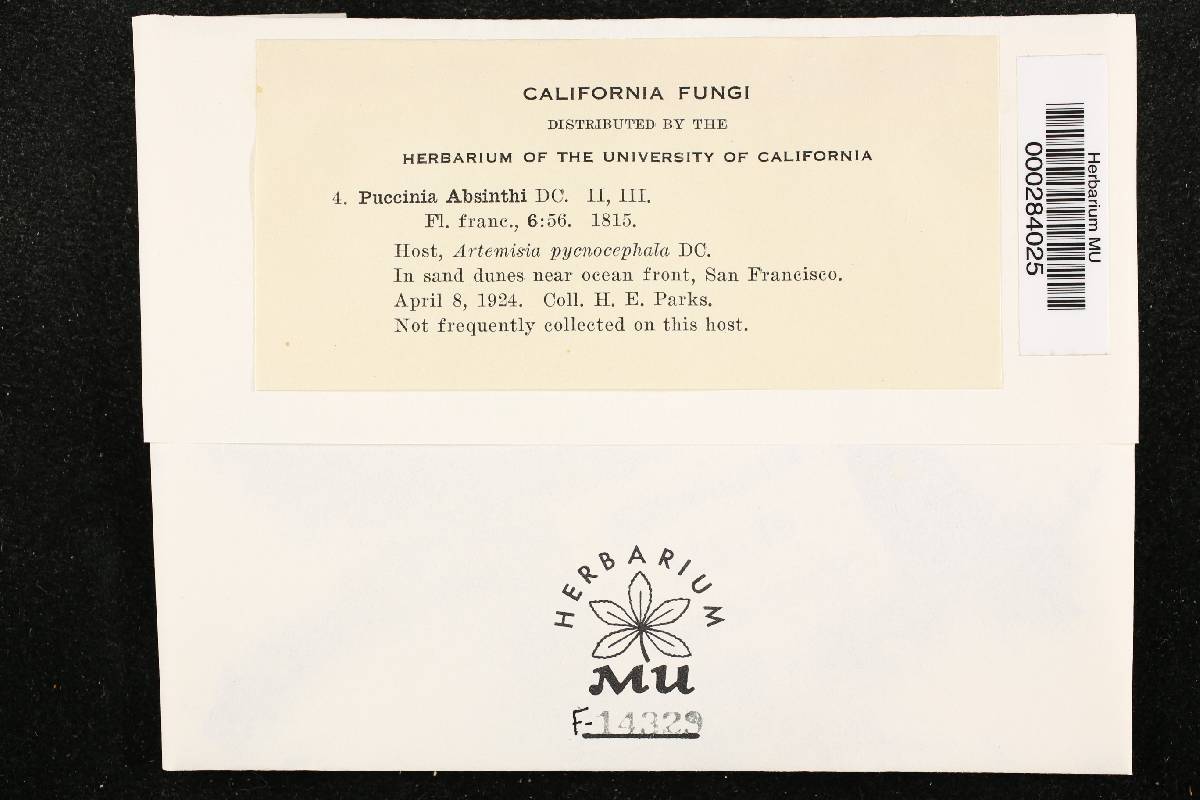 CALIFORNIA FUNGI
DISTRIBUTED BY THE
HERBARIUM OF THE UNIVERSITY OF CALIFORNIA
4. Puccinia Absinthi DC. II, III.
Fl. franc., 6:56. 1815.
Host, Artemisia pycnocephala DC.
In sand dunes near ocean front, San Francisco.
April 8, 1924. Coll. H. E. Parks.
Not frequently collected on this host.
Herbarium MU
000284025
HERBARIUM
MU
F-14329